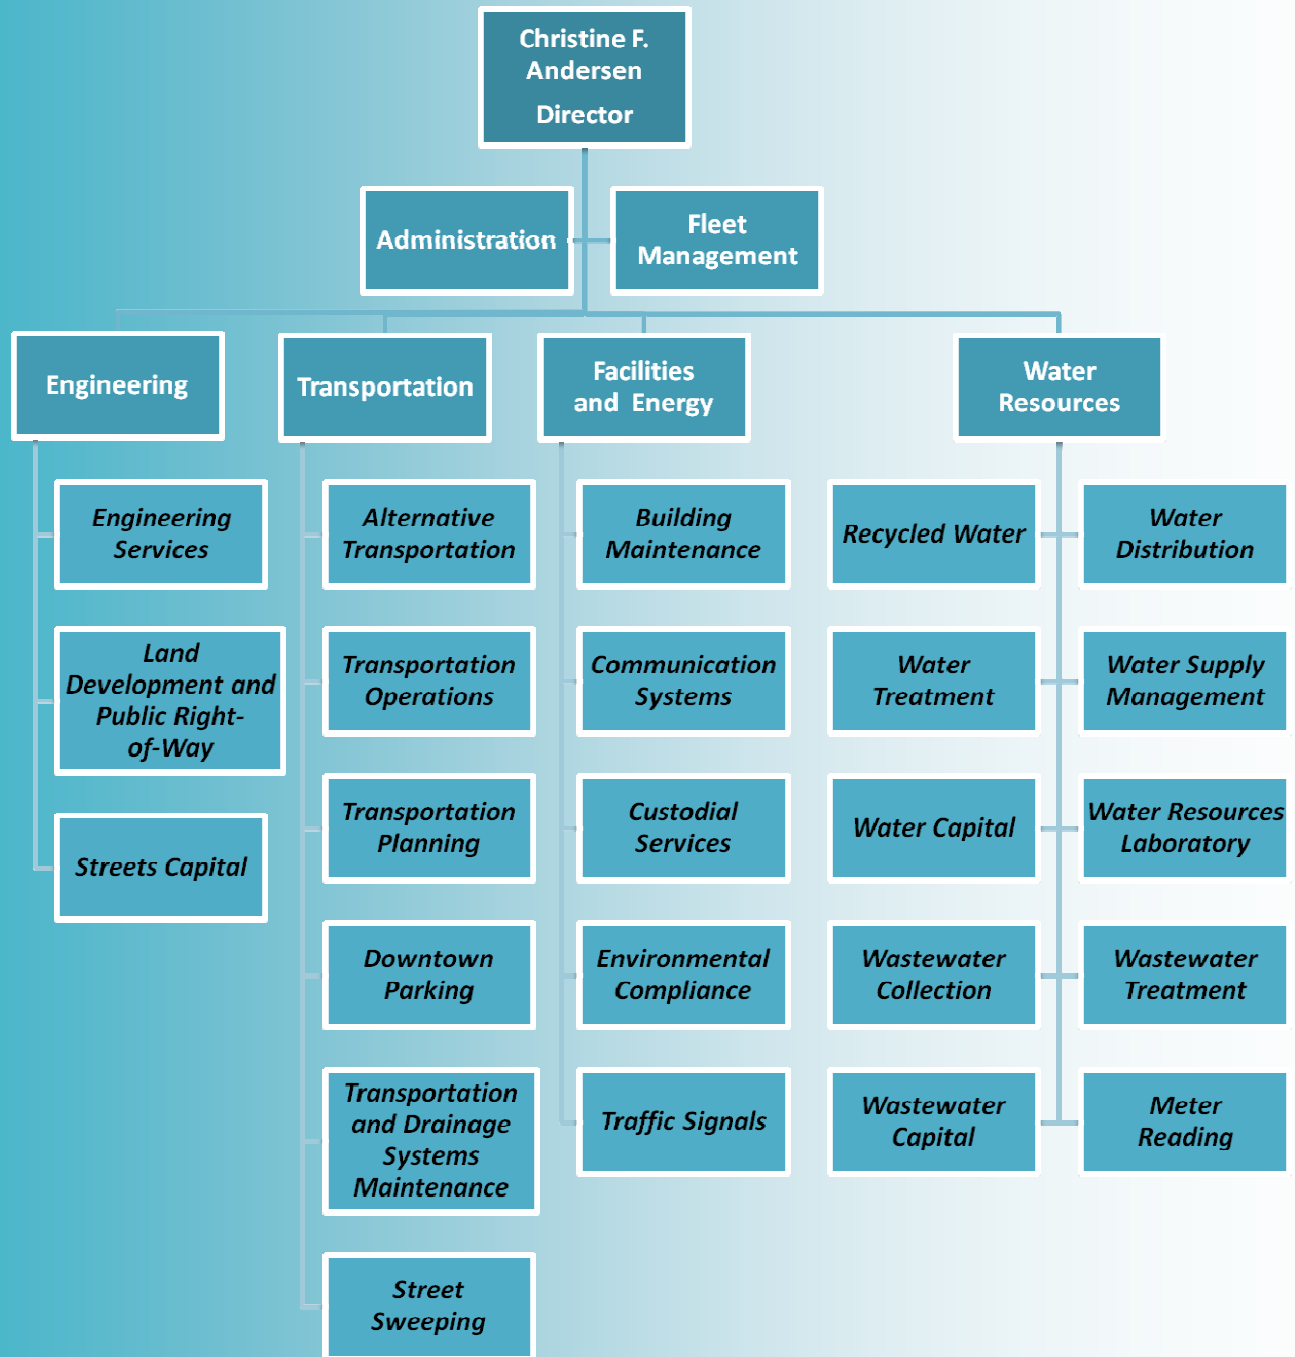 Christine F.
Andersen
Director
Administration
Fleet
Management
Engineering
Transportation
Facilities
and Energy
Water
Resources
Engineering
Services
Land
Development and
Public Right-
of-Way
Streets Capital
Alternative
Transportation
Transportation
Operations
Transportation
Planning
Downtown
Parking
Transportation
and Drainage
Systems
Maintenance
Street
Sweeping
Building
Maintenance
Communication
Systems
Custodial
Services
Environmental
Compliance
Traffic Signals
Recycled Water
Water
Treatment
Water Capital
Wastewater
Collection
Wastewater
Capital
Water
Distribution
Water Supply
Management
Water Resources
Laboratory
Wastewater
Treatment
Meter
Reading